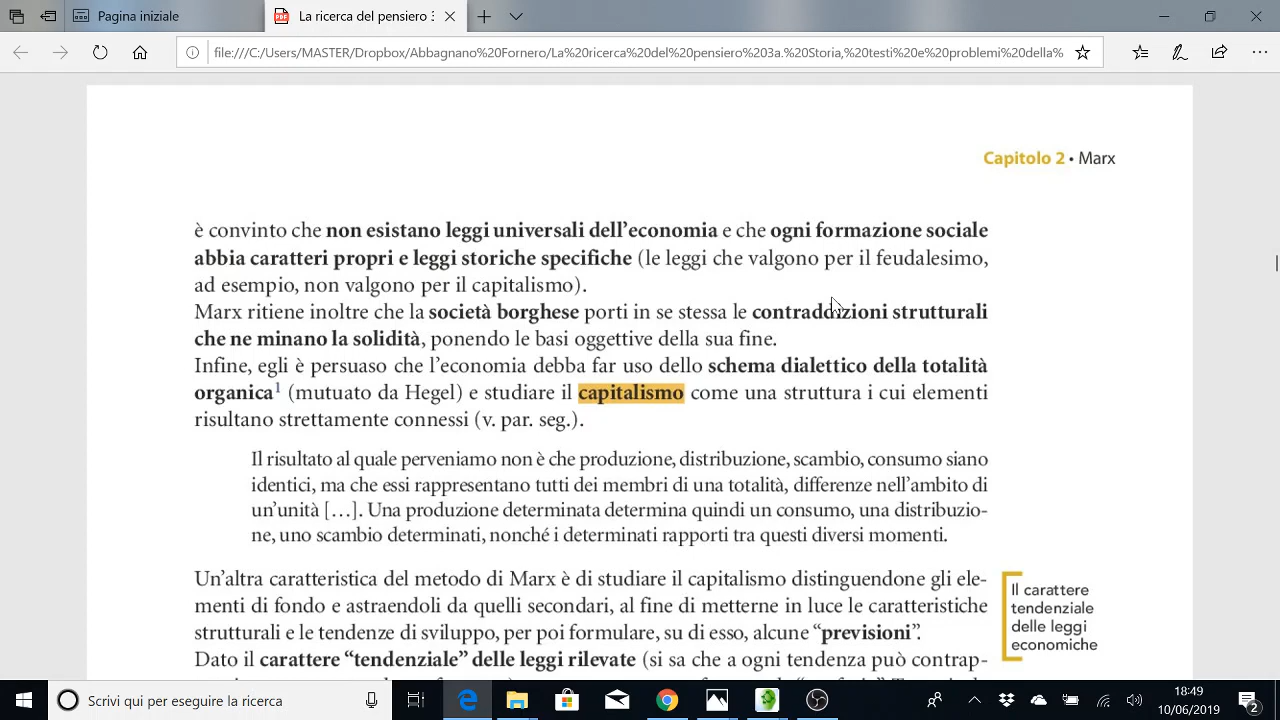 Pagina iniziale
La ricerca del pensiero 3
file:///C:/Users/MASTER/Dropbox/Abbagnano%20Fornero/La%20ricerca%20del%20pensiero%203a.%20Storia,%20testi%20e%20problemi%20della%
Capitolo 2 • Marx
è convinto che non esistano leggi universali dell’economia e che ogni formazione sociale
abbia caratteri propri e leggi storiche specifiche (le leggi che valgono per il feudalesimo,
ad esempio, non valgono per il capitalismo).
Marx ritiene inoltre che la società borghese porti in se stessa le contraddizioni strutturali
che ne minano la solidità, ponendo le basi oggettive della sua fine.
Infine, egli è persuaso che l’economia debba far uso dello schema dialettico della totalità
organica1 (mutuato da Hegel) e studiare il capitalismo come una struttura i cui elementi
risultano strettamente connessi (v. par. seg.).
Il risultato al quale perveniamo non è che produzione, distribuzione, scambio, consumo siano
identici, ma che essi rappresentano tutti dei membri di una totalità, differenze nell’ambito di
un’unità […]. Una produzione determinata determina quindi un consumo, una distribuzio-
ne, uno scambio determinati, nonché i determinati rapporti tra questi diversi momenti.
Un’altra caratteristica del metodo di Marx è di studiare il capitalismo distinguendone gli ele-
menti di fondo e astraendoli da quelli secondari, al fine di metterne in luce le caratteristiche
strutturali e le tendenze di sviluppo, per poi formulare, su di esso, alcune “previsioni”.
Dato il carattere “tendenziale” delle leggi rilevate (si sa che a ogni tendenza può contrap-
Il carattere
tendenziale
delle leggi
economiche
Scrivi qui per eseguire la ricerca
18:49
10/06/2019
2